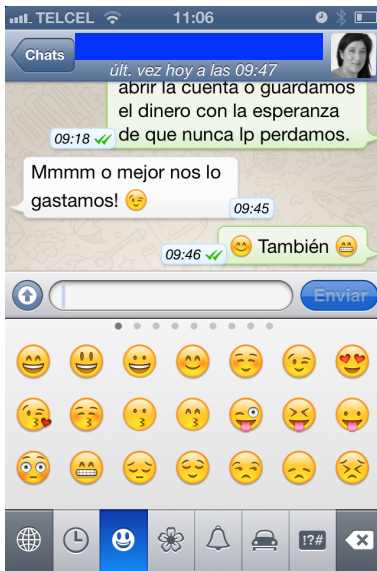 TELCEL 11:06
Chats
últ. vez hoy a las 09:47
abrir la cuenta o guardamos
el dinero con la esperanza
de que nunca lp perdamos.
09:18
Mmmm o mejor nos lo
gastamos! 😉
09:45
😊 También 😁
09:46
Enviar
!?#